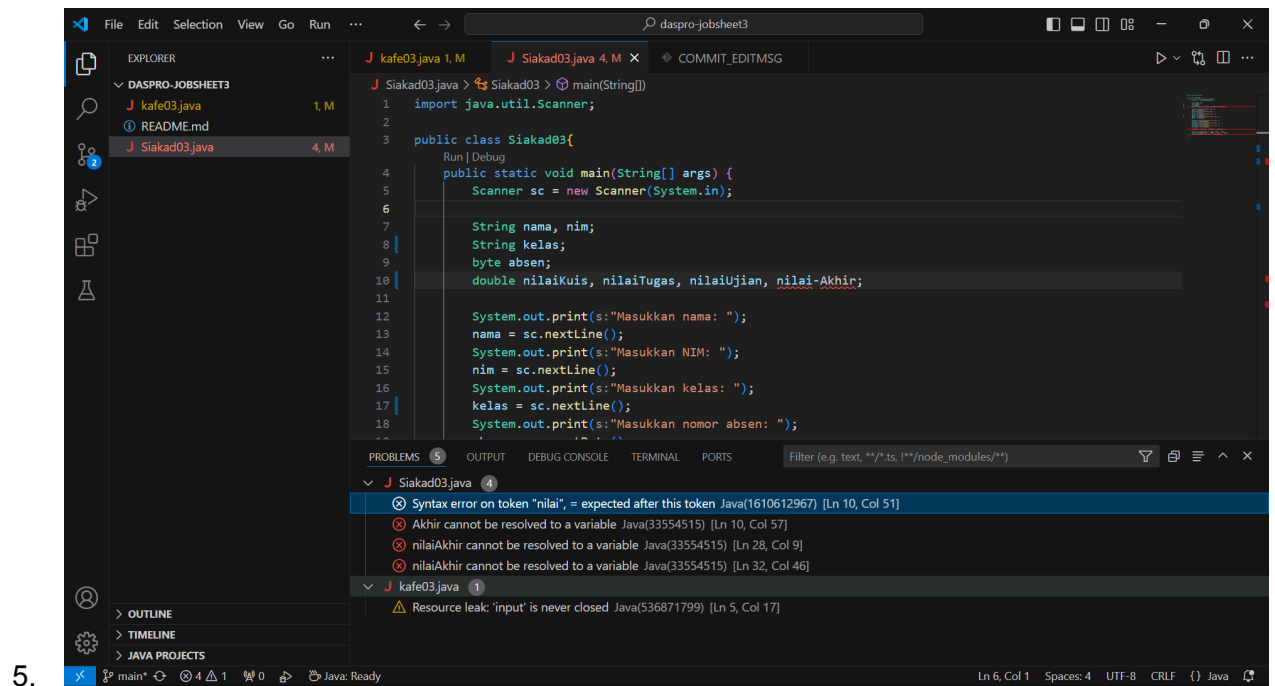 File Edit Selection View Go Run ··· daspro-jobsheet3
EXPLORER ···
DASPRO-JOBSHEET3
J kafe03.java 1, M
README.md
J Siakad03.java 4, M
2
OUTLINE
TIMELINE
JAVA PROJECTS
J kafe03.java 1, M J Siakad03.java 4, M COMMIT_EDITMSG
J Siakad03.java > Siakad03 > main(String[])
1 import java.util.Scanner;
2
3 public class Siakad03{
Run | Debug
4 public static void main(String[] args) {
5 Scanner sc = new Scanner(System.in);
6
7 String nama, nim;
8 String kelas;
9 byte absen;
10 double nilaiKuis, nilaiTugas, nilaiUjian, nilai-Akhir;
11
12 System.out.print(s:"Masukkan nama: ");
13 nama = sc.nextLine();
14 System.out.print(s:"Masukkan NIM: ");
15 nim = sc.nextLine();
16 System.out.print(s:"Masukkan kelas: ");
17 kelas = sc.nextLine();
18 System.out.print(s:"Masukkan nomor absen: ");
PROBLEMS 5 OUTPUT DEBUG CONSOLE TERMINAL PORTS Filter (e.g. text, **/*.ts, !**/node_modules/**)
J Siakad03.java 4
Syntax error on token "nilai", = expected after this token Java(1610612967) [Ln 10, Col 51]
Akhir cannot be resolved to a variable Java(33554515) [Ln 10, Col 57]
nilaiAkhir cannot be resolved to a variable Java(33554515) [Ln 28, Col 9]
nilaiAkhir cannot be resolved to a variable Java(33554515) [Ln 32, Col 46]
J kafe03.java 1
Resource leak: 'input' is never closed Java(536871799) [Ln 5, Col 17]
5.
main* 4 1 0 Java: Ready Ln 6, Col 1 Spaces: 4 UTF-8 CRLF {} Java